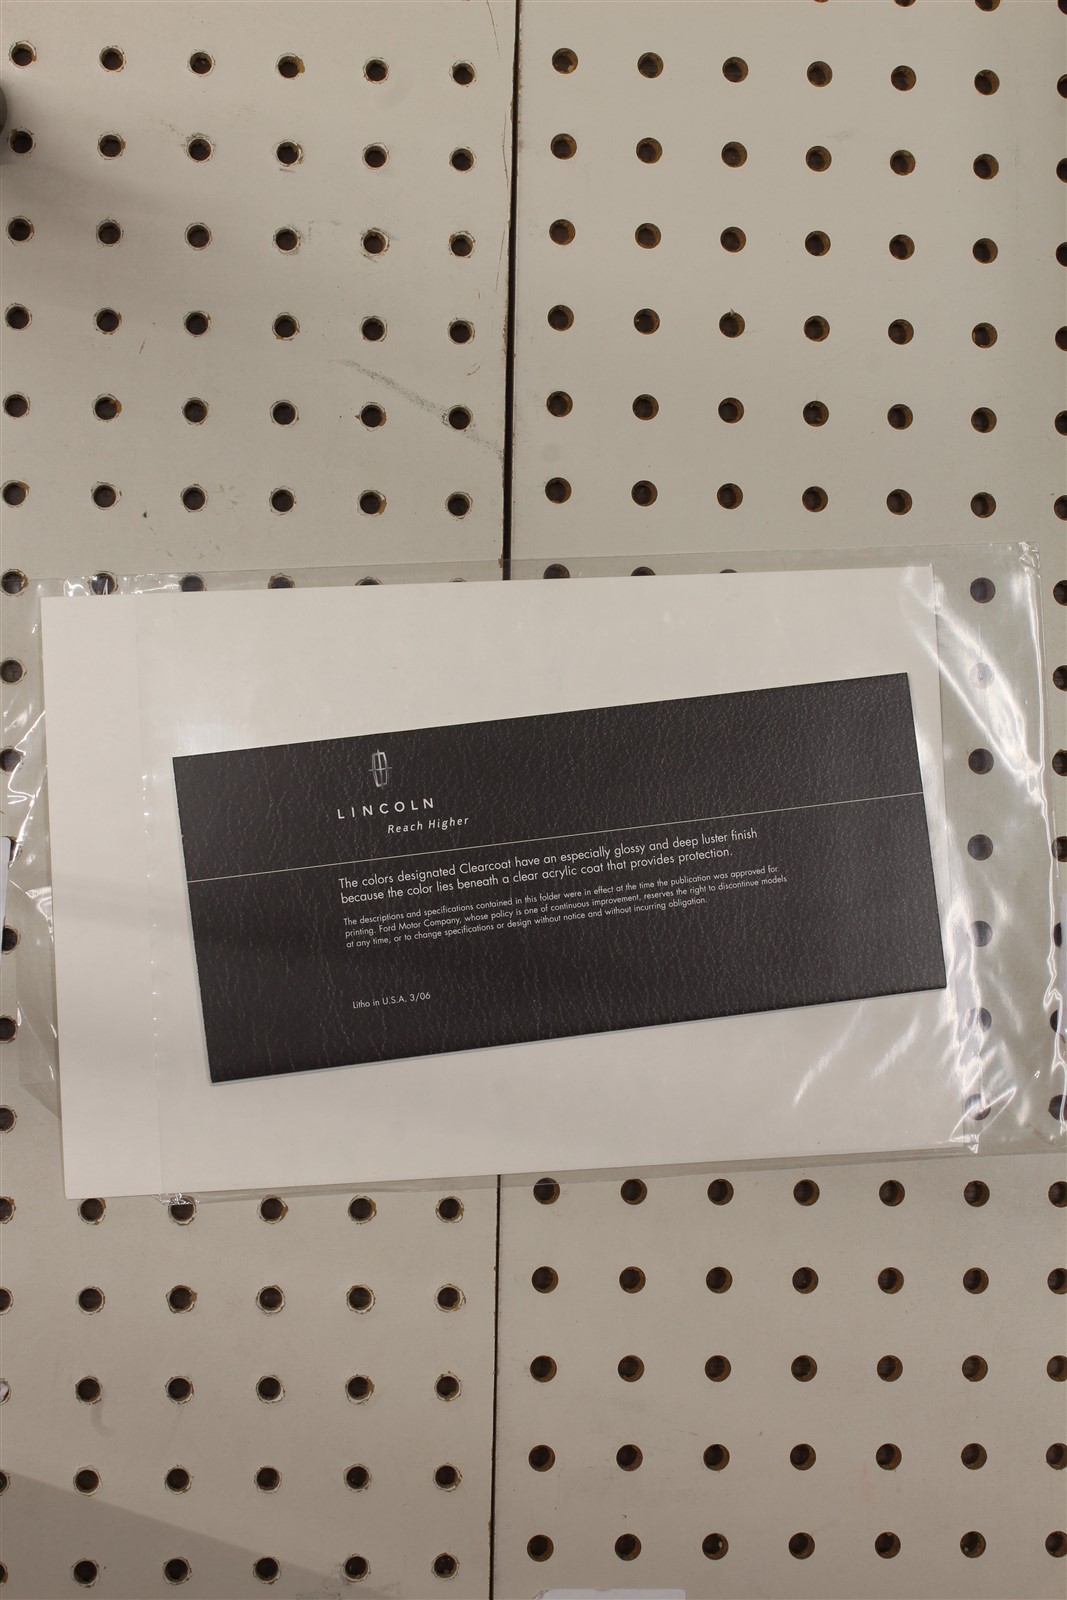 LINCOLN
Reach Higher
The colors designated Clearcoat have an especially glossy and deep luster finish
because the color lies beneath a clear acrylic coat that provides protection.
The descriptions and specifications contained in this folder were in effect at the time the publication was approved for
printing. Ford Motor Company, whose policy is one of continuous improvement, reserves the right to discontinue models
at any time, or to change specifications or design without notice and without incurring obligation.
Litho in U.S.A. 3/06